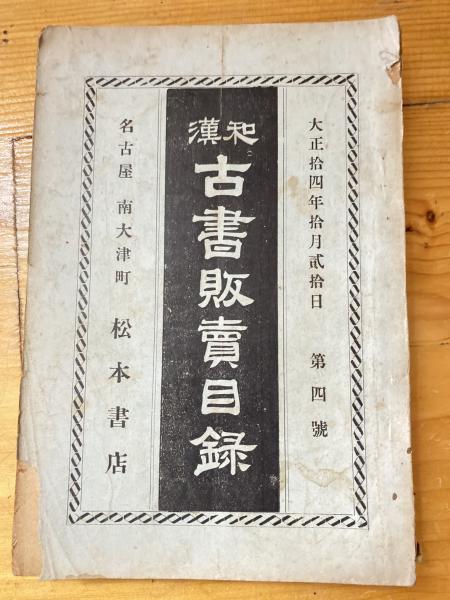 大正拾四年拾月貳拾日 第四號
和漢
古書販賣目録
名古屋 南大津町 松本書店